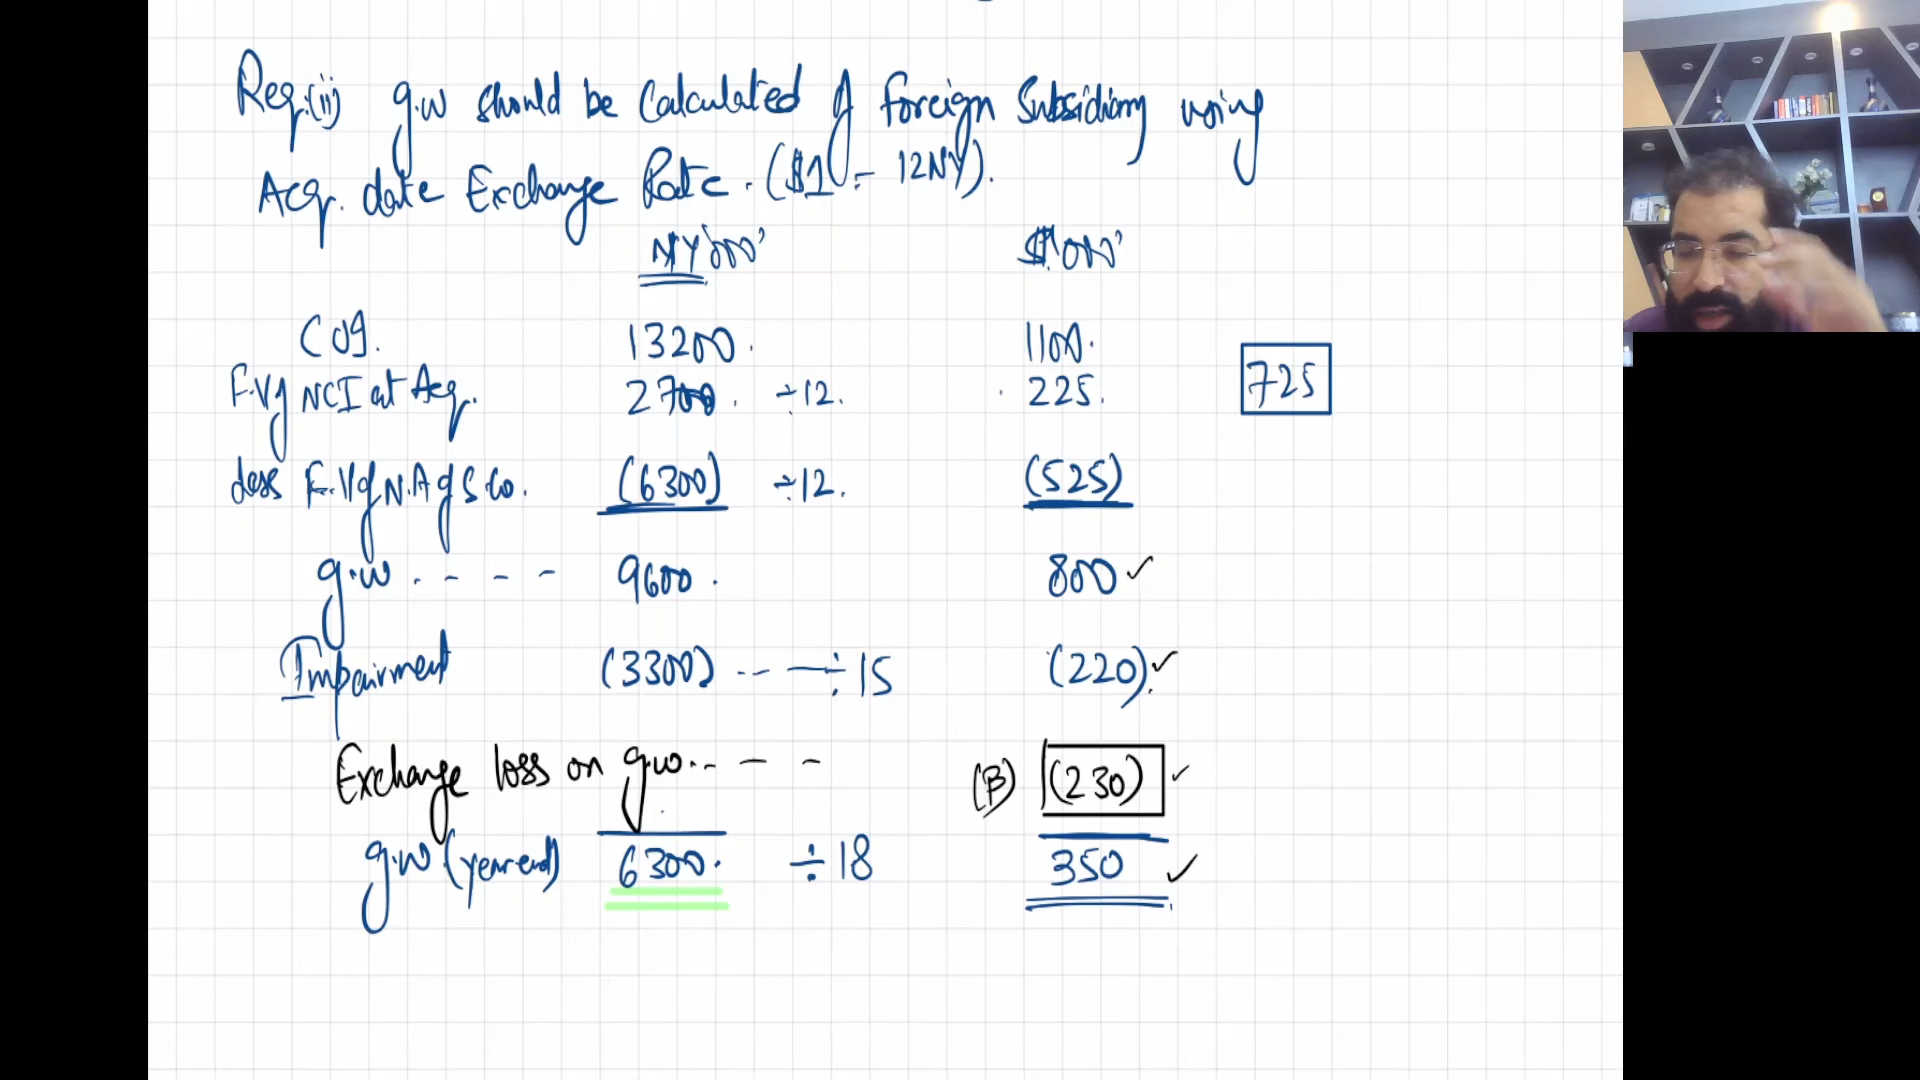 Req.(ii) g.w should be Calculated of foreign Subsidiary using
Acq. date Exchange Rate. ($1 = 12NY).
NY'000' $'000'
COI. 13200. 1100.
F.V of NCI at Acq. 2700. ÷12. 225. 725
Less F.V of N.A of S.Co. (6300) ÷12. (525)
g.w . - - - 9600. 800 ✓
Impairment (3300) -- — ÷ 15 (220) ✓
Exchange loss on g.w.. - - - (B) (230) ✓
g.w (year end) 6300. ÷ 18 350 ✓